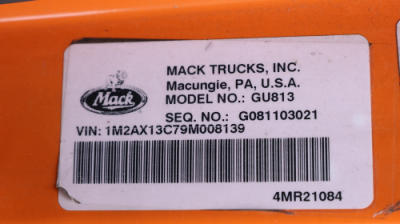 MACK TRUCKS, INC.
Macungie, PA, U.S.A.
Mack
MODEL NO.: GU813
SEQ. NO.: G081103021
VIN: 1M2AX13C79M008139
4MR21084